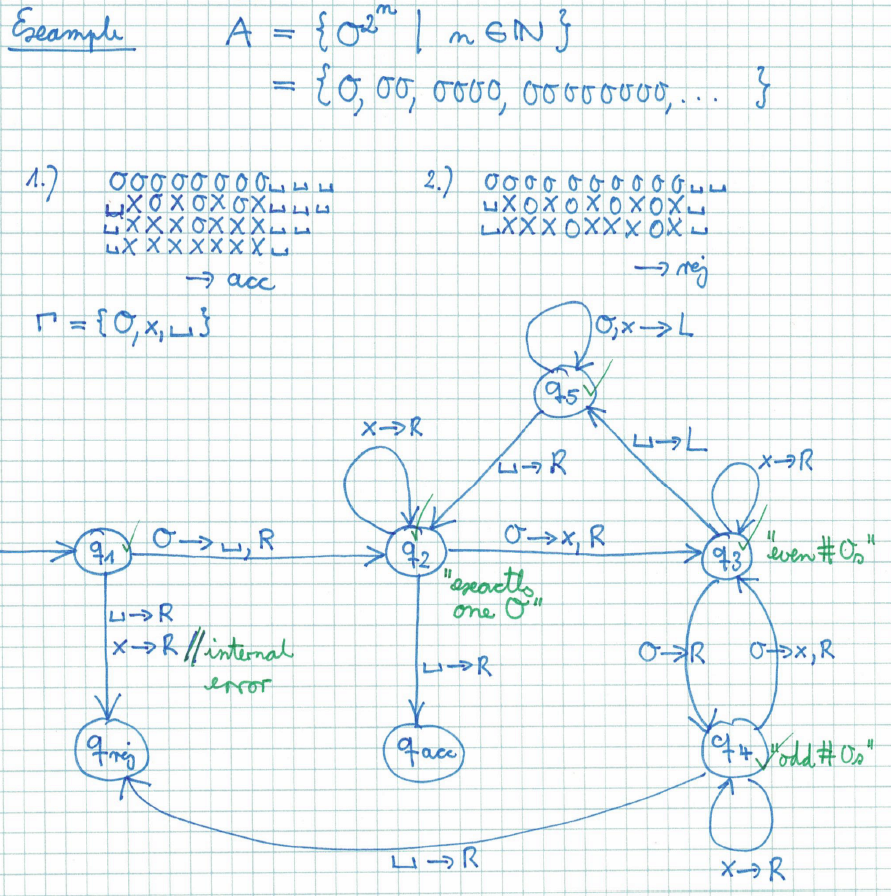 Example A = {0^{2^n} | n ∈ ℕ}
= {0, 00, 0000, 00000000, ... }
1.) 00000000␣␣␣
␣X0X0X0X␣␣␣
␣XXX0XXX␣␣
␣XXXXXXX␣
→ acc
2.) 0000000000␣␣
␣X0X0X0X0X␣
␣XXX0XXX0X␣
→ rej
Γ = {0, x, ␣}
0,x→L
q5
x→R
␣→R
␣→L
x→R
q1
0→␣,R
q2
0→x,R
q3
"even # 0s"
"exactly
one 0"
␣→R
x→R // internal
error
␣→R
0→R
0→x,R
qrej
qacc
q4
"odd # 0s"
␣→R
x→R